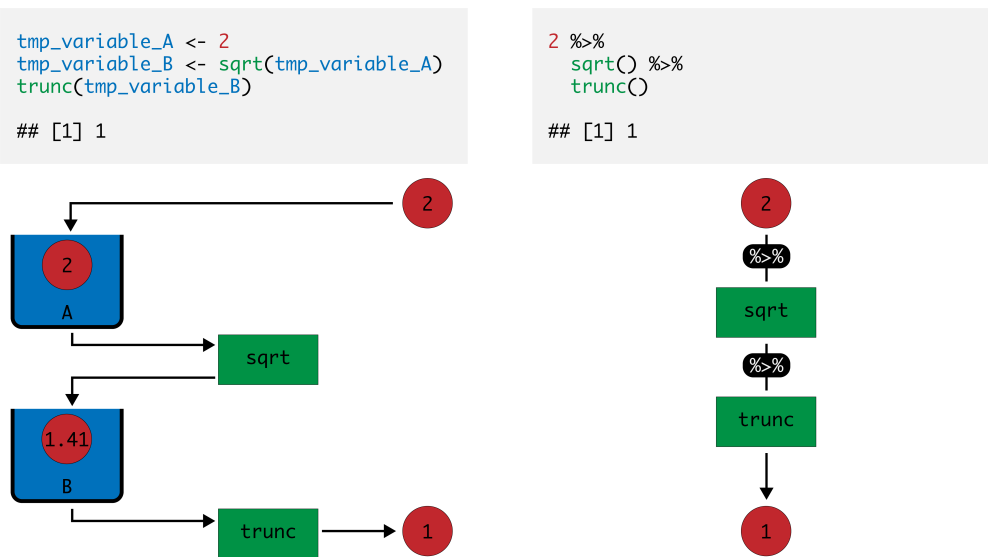 tmp_variable_A <- 2
tmp_variable_B <- sqrt(tmp_variable_A)
trunc(tmp_variable_B)
## [1] 1
2
2
A
sqrt
1.41
B
trunc
1
2 %>%
sqrt() %>%
trunc()
## [1] 1
2
%>%
sqrt
%>%
trunc
1